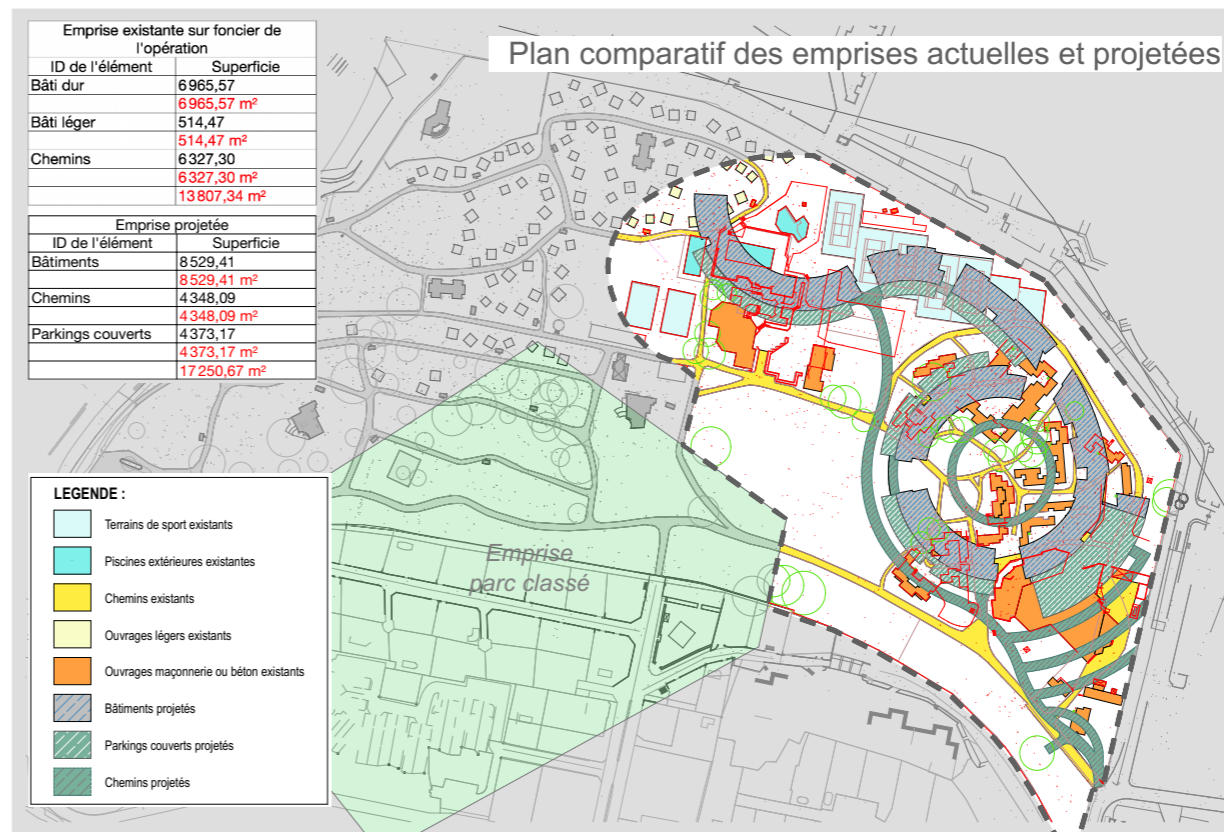 Plan comparatif des emprises actuelles et projetées
Emprise existante sur foncier de
l'opération
ID de l'élément Superficie
Bâti dur 6 965,57
6 965,57 m²
Bâti léger 514,47
514,47 m²
Chemins 6 327,30
6 327,30 m²
13 807,34 m²
Emprise projetée
ID de l'élément Superficie
Bâtiments 8 529,41
8 529,41 m²
Chemins 4 348,09
4 348,09 m²
Parkings couverts 4 373,17
4 373,17 m²
17 250,67 m²
Emprise
parc classé
LEGENDE :
Terrains de sport existants
Piscines extérieures existantes
Chemins existants
Ouvrages légers existants
Ouvrages maçonnerie ou béton existants
Bâtiments projetés
Parkings couverts projetés
Chemins projetés